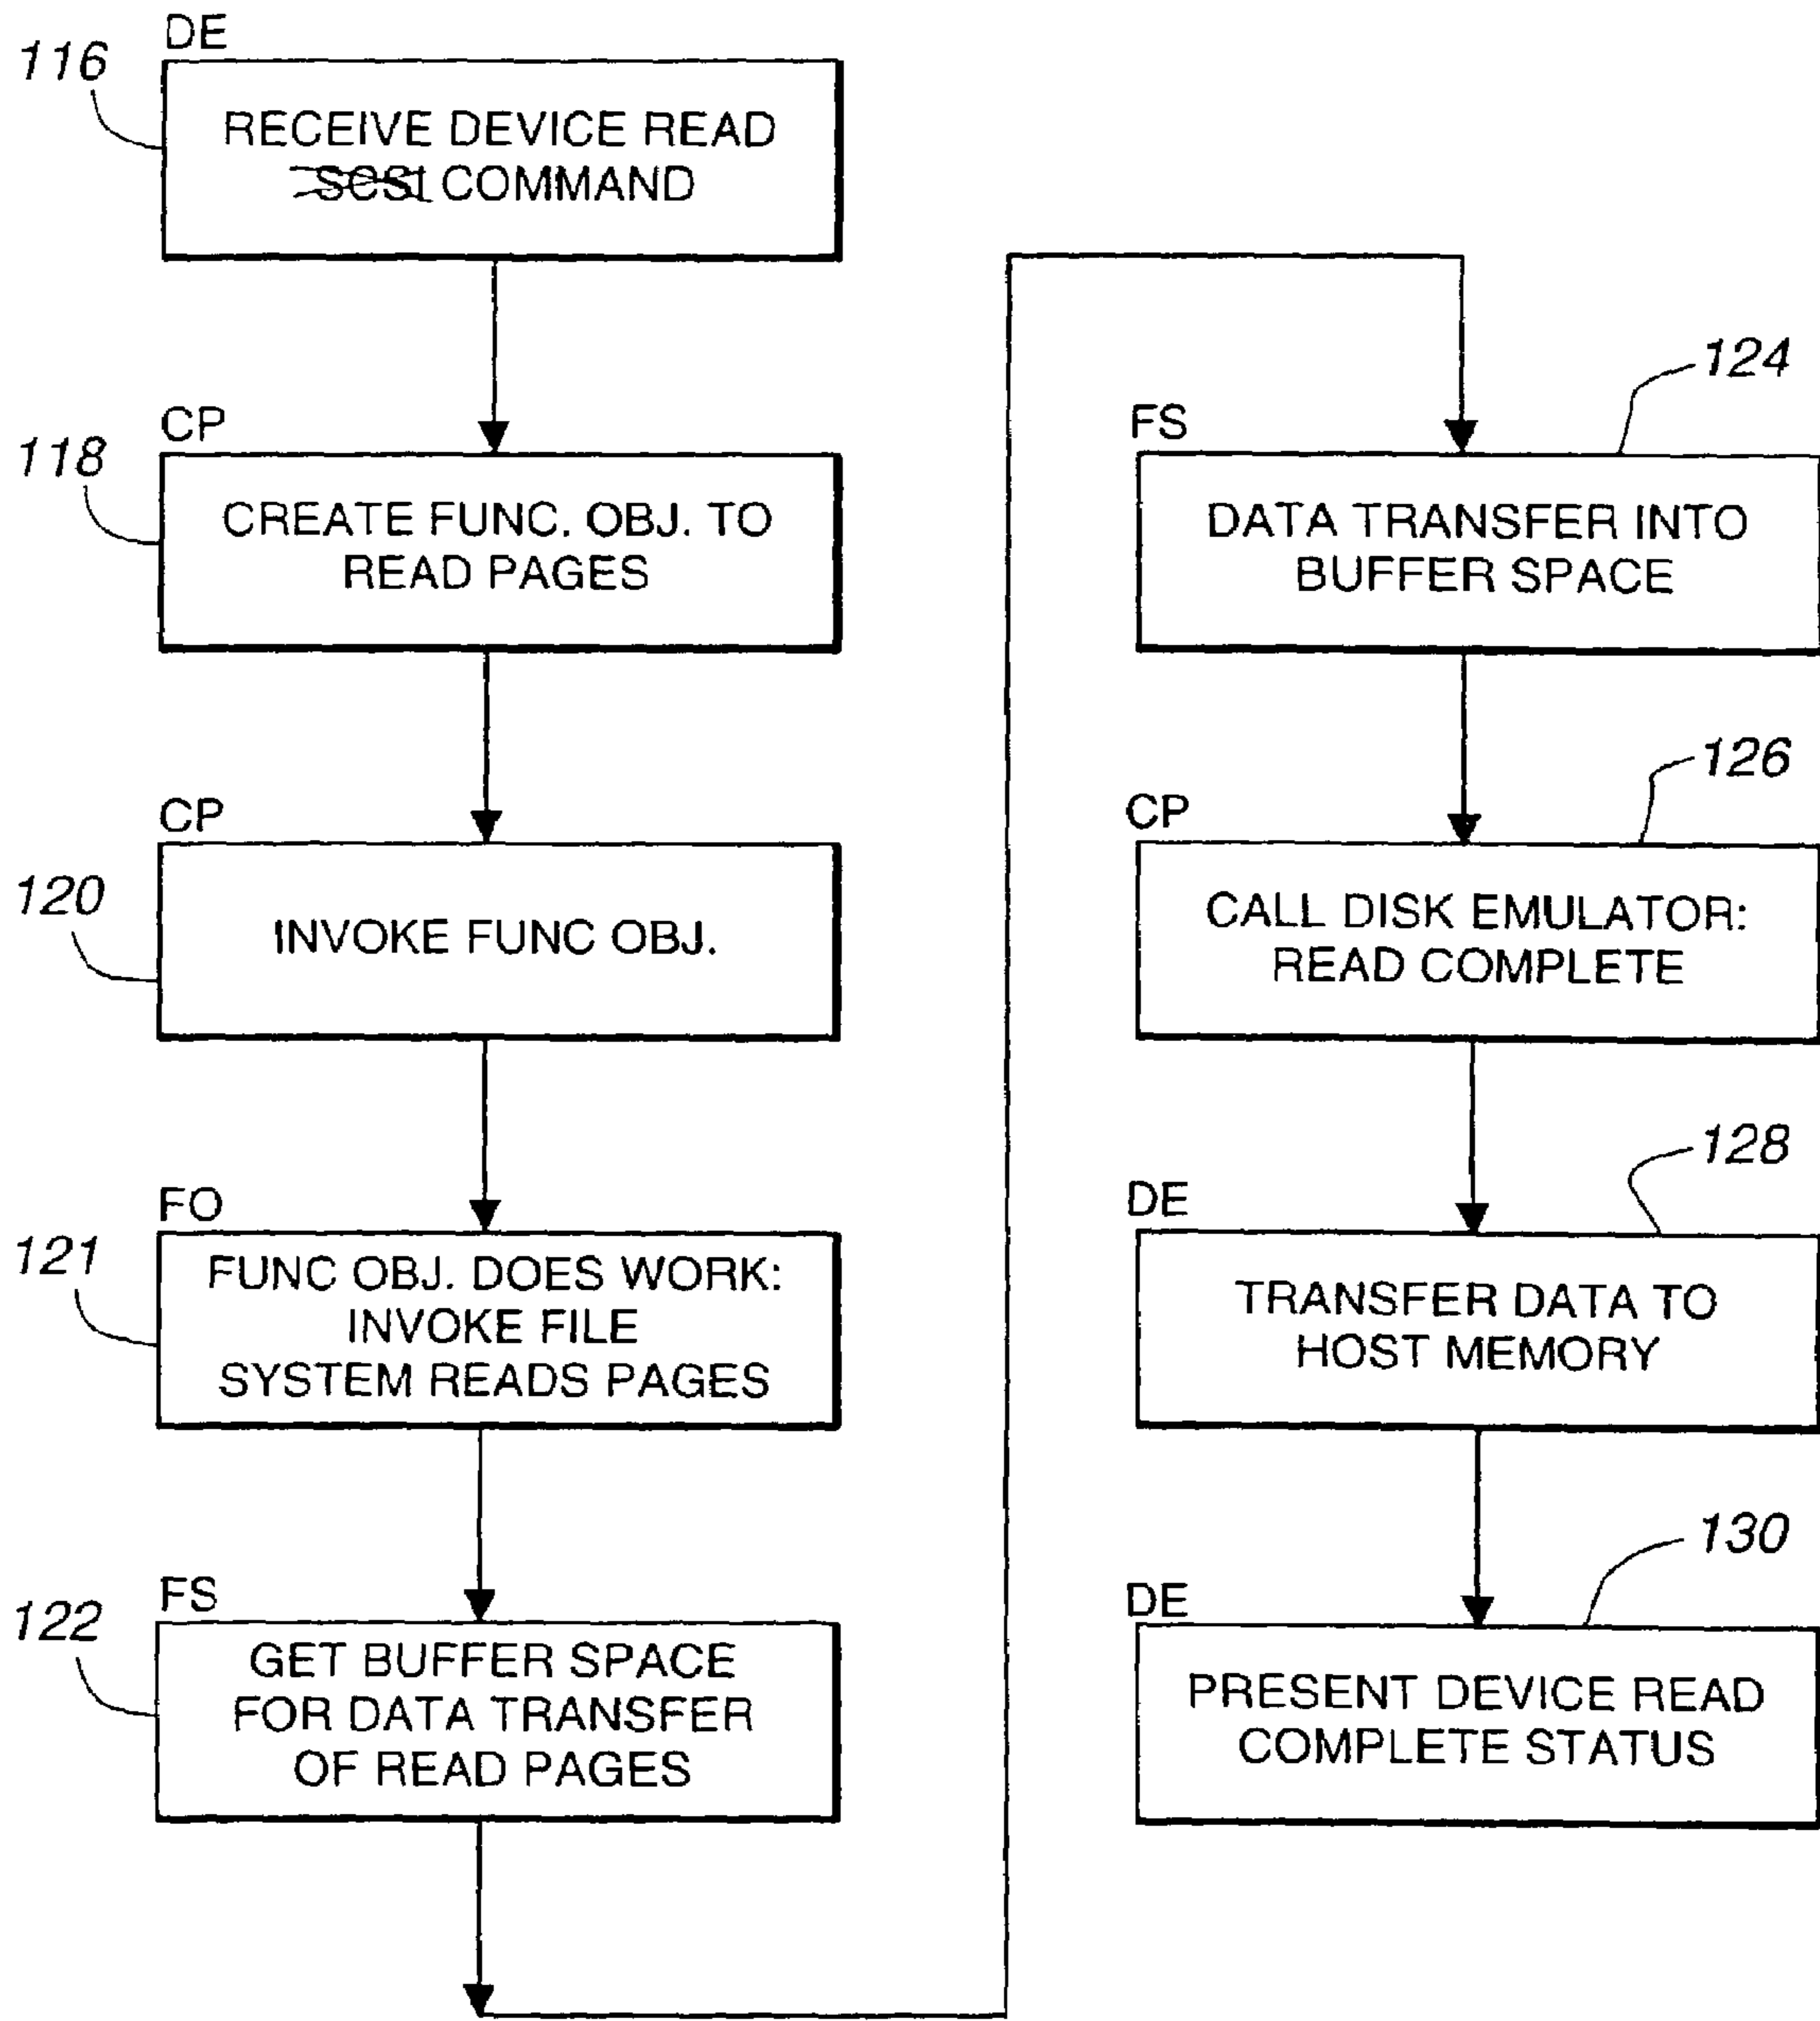 DE
116
RECEIVE DEVICE READ
SCSI COMMAND
CP
118
CREATE FUNC. OBJ. TO
READ PAGES
CP
120
INVOKE FUNC OBJ.
FO
121
FUNC OBJ. DOES WORK:
INVOKE FILE
SYSTEM READS PAGES
FS
122
GET BUFFER SPACE
FOR DATA TRANSFER
OF READ PAGES
124
FS
DATA TRANSFER INTO
BUFFER SPACE
126
CP
CALL DISK EMULATOR:
READ COMPLETE
128
DE
TRANSFER DATA TO
HOST MEMORY
130
DE
PRESENT DEVICE READ
COMPLETE STATUS